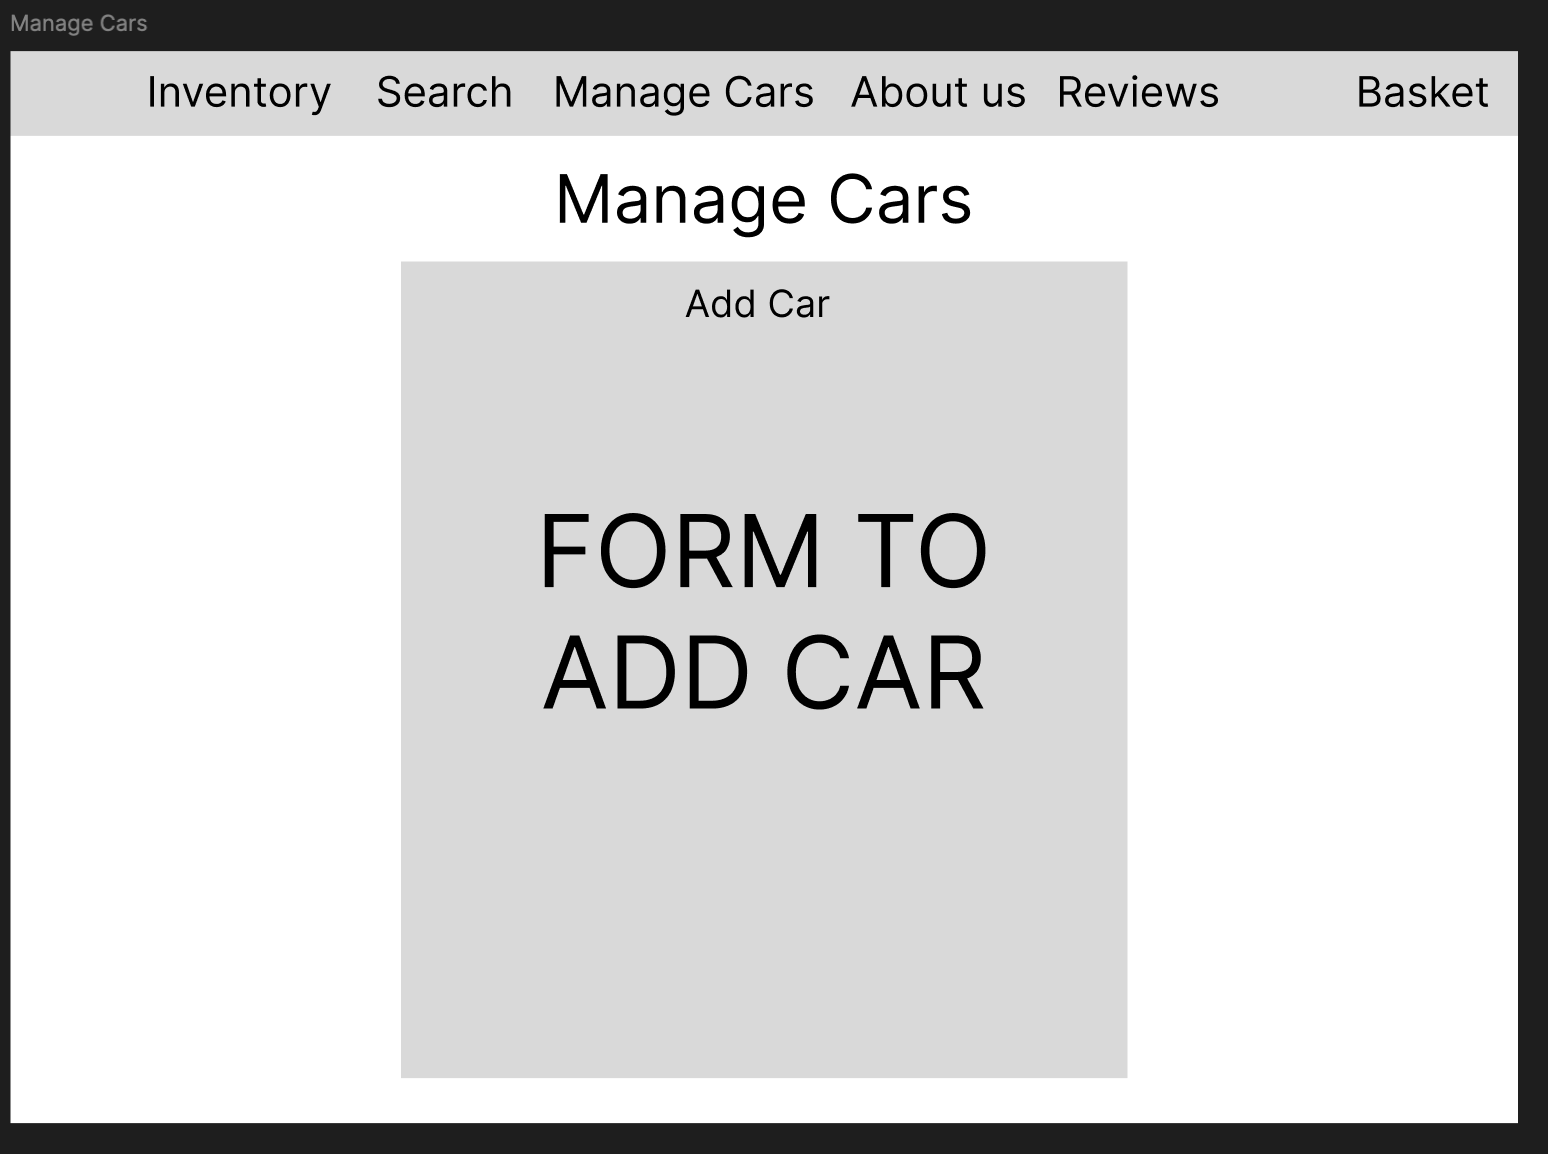 Manage Cars
Inventory Search Manage Cars About us Reviews Basket
Manage Cars
Add Car
FORM TO
ADD CAR